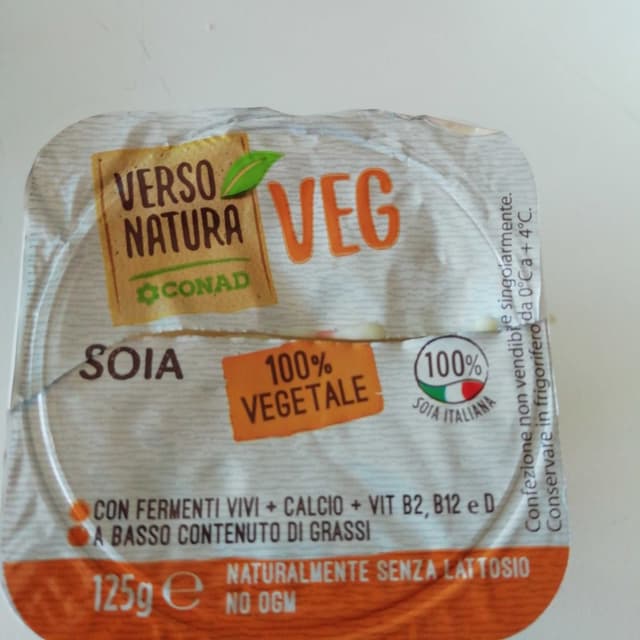 VERSO
NATURA
CONAD
VEG
SOIA
100%
VEGETALE
100%
SOIA ITALIANA
CON FERMENTI VIVI + CALCIO + VIT B2, B12 e D
A BASSO CONTENUTO DI GRASSI
125g e
NATURALMENTE SENZA LATTOSIO
NO OGM
Confezione non vendibile singolarmente.
Conservare in frigorifero da 0°C a + 4°C.